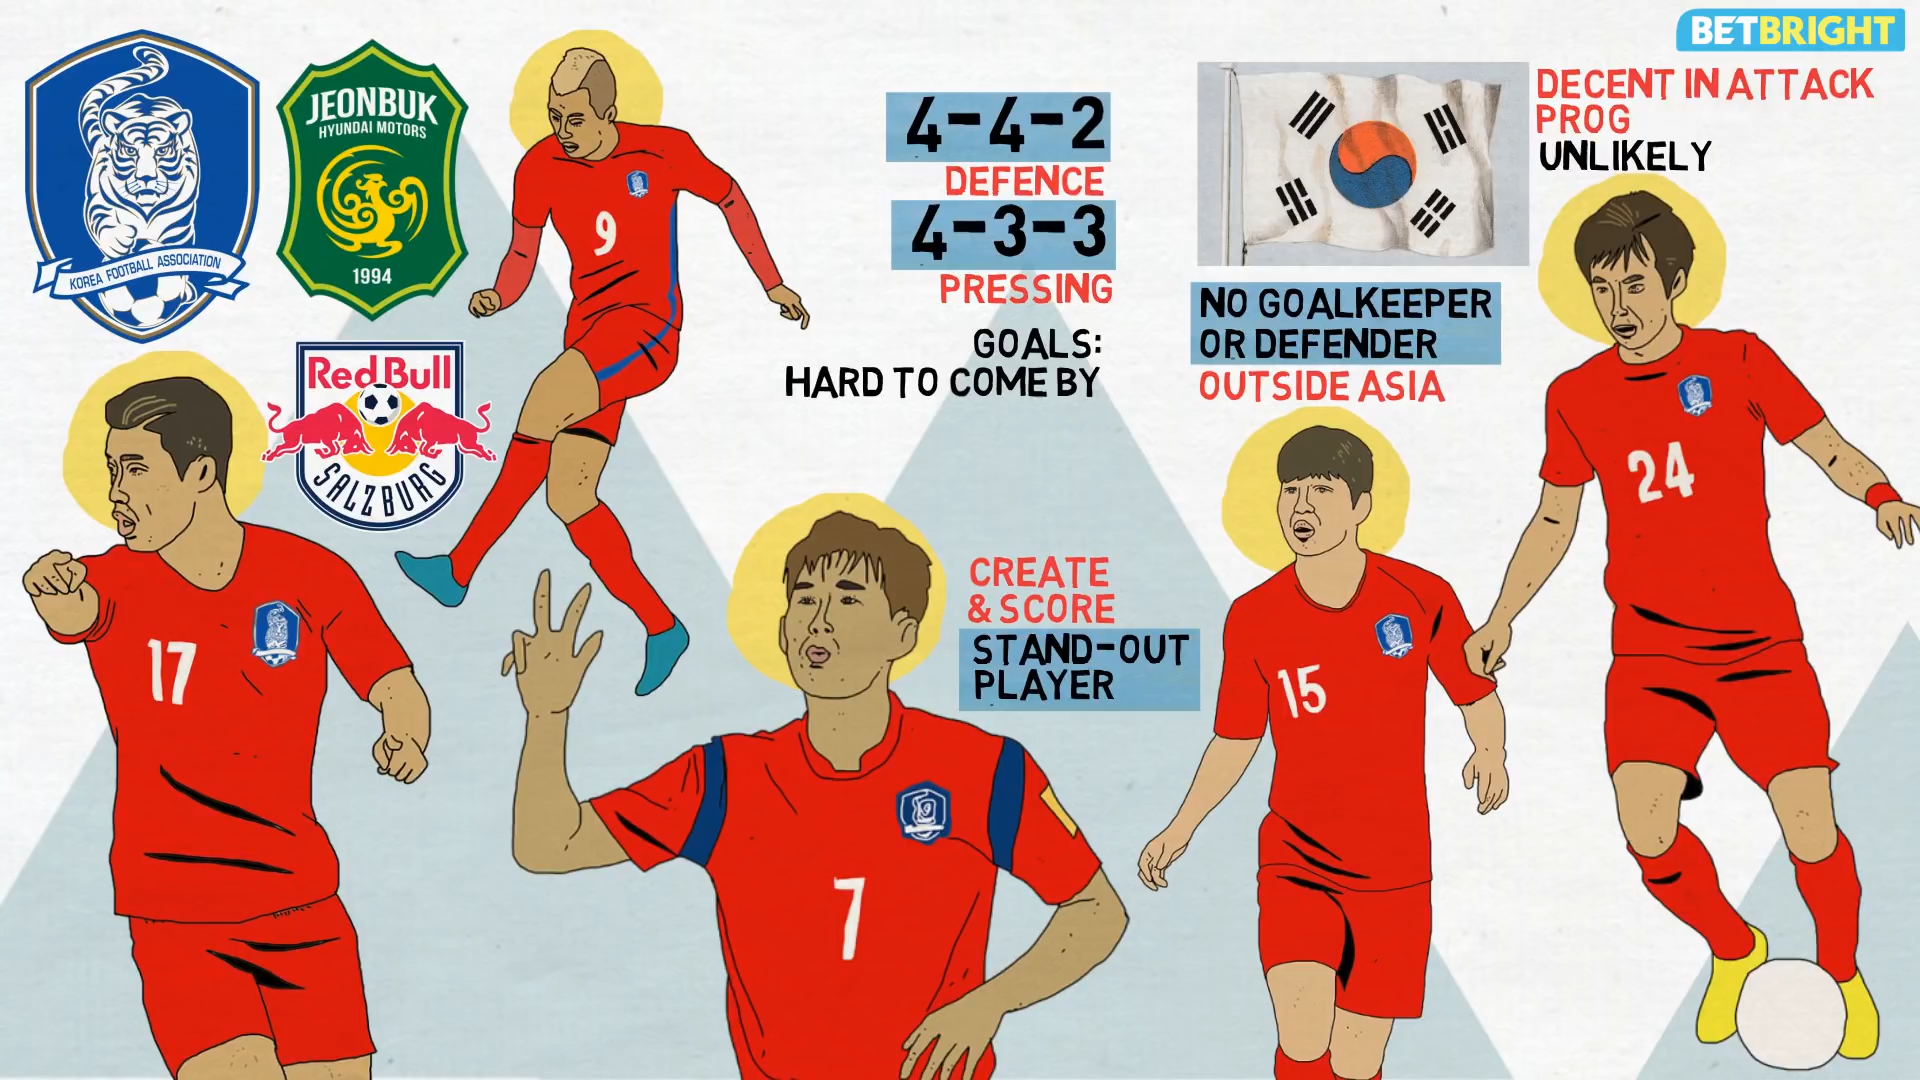 BETBRIGHT
KOREA FOOTBALL ASSOCIATION
JEONBUK
HYUNDAI MOTORS
1994
9
4-4-2
DEFENCE
4-3-3
PRESSING
GOALS:
HARD TO COME BY
DECENT IN ATTACK
PROG
UNLIKELY
NO GOALKEEPER
OR DEFENDER
OUTSIDE ASIA
Red Bull
SALZBURG
24
17
CREATE
& SCORE
STAND-OUT
PLAYER
15
7